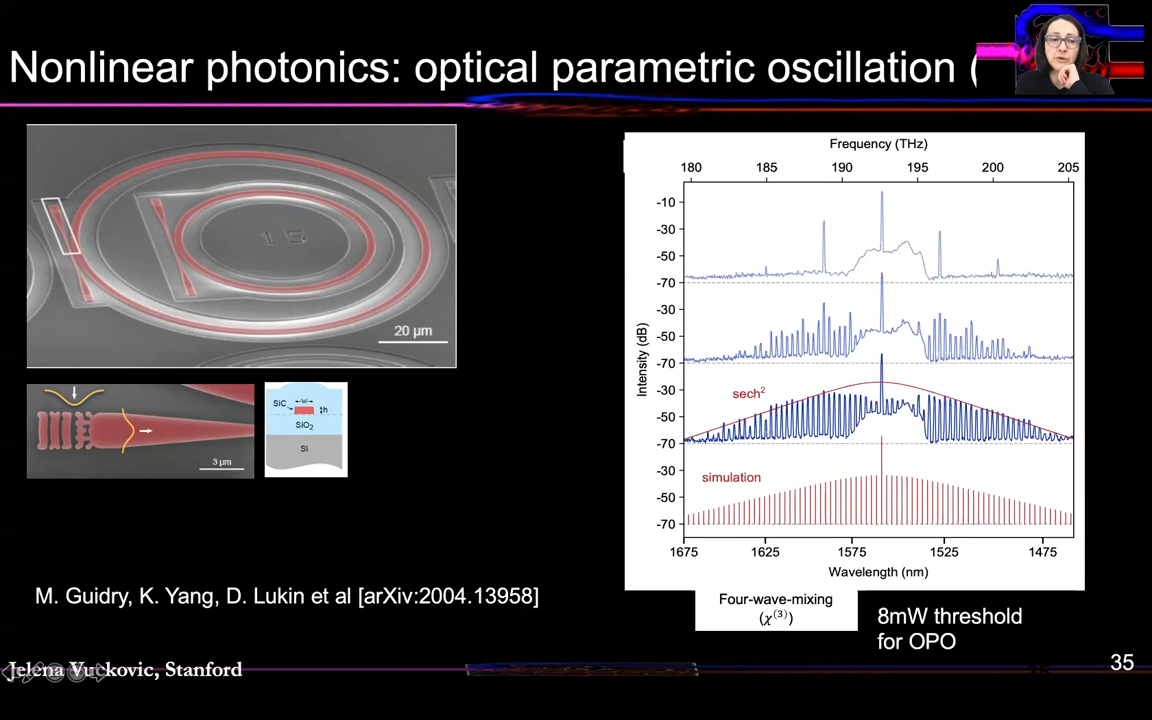 Nonlinear photonics: optical parametric oscillation (
15
20 µm
3 µm
SiC
w
h
SiO2
Si
Frequency (THz)
180 185 190 195 200 205
Intensity (dB)
-10
-30
-50
-70
-30
-50
-70
-30
sech²
-50
-70
-30
simulation
-50
-70
1675 1625 1575 1525 1475
Wavelength (nm)
Four-wave-mixing
(χ⁽³⁾)
8mW threshold
for OPO
M. Guidry, K. Yang, D. Lukin et al [arXiv:2004.13958]
Jelena Vuckovic, Stanford
35